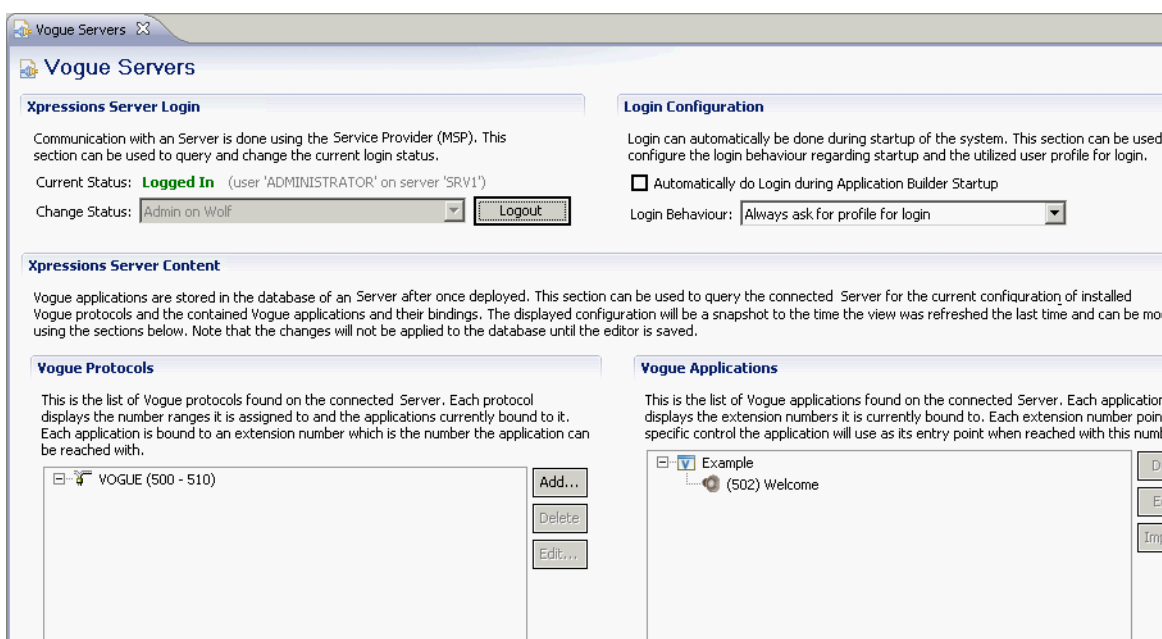 Vogue Servers
Vogue Servers
Xpressions Server Login
Communication with an Server is done using the Service Provider (MSP). This
section can be used to query and change the current login status.
Current Status: Logged In (user 'ADMINISTRATOR' on server 'SRV1')
Change Status: Admin on Wolf Logout
Login Configuration
Login can automatically be done during startup of the system. This section can be used
configure the login behaviour regarding startup and the utilized user profile for login.
Automatically do Login during Application Builder Startup
Login Behaviour: Always ask for profile for login
Xpressions Server Content
Vogue applications are stored in the database of an Server after once deployed. This section can be used to query the connected Server for the current configuration of installed
Vogue protocols and the contained Vogue applications and their bindings. The displayed configuration will be a snapshot to the time the view was refreshed the last time and can be mo
using the sections below. Note that the changes will not be applied to the database until the editor is saved.
Vogue Protocols
This is the list of Vogue protocols found on the connected Server. Each protocol
displays the number ranges it is assigned to and the applications currently bound to it.
Each application is bound to an extension number which is the number the application can
be reached with.
VOGUE (500 - 510)
Add...
Delete
Edit...
Vogue Applications
This is the list of Vogue applications found on the connected Server. Each application
displays the extension numbers it is currently bound to. Each extension number poin
specific control the application will use as its entry point when reached with this numb
Example
(502) Welcome
D
E
Imp